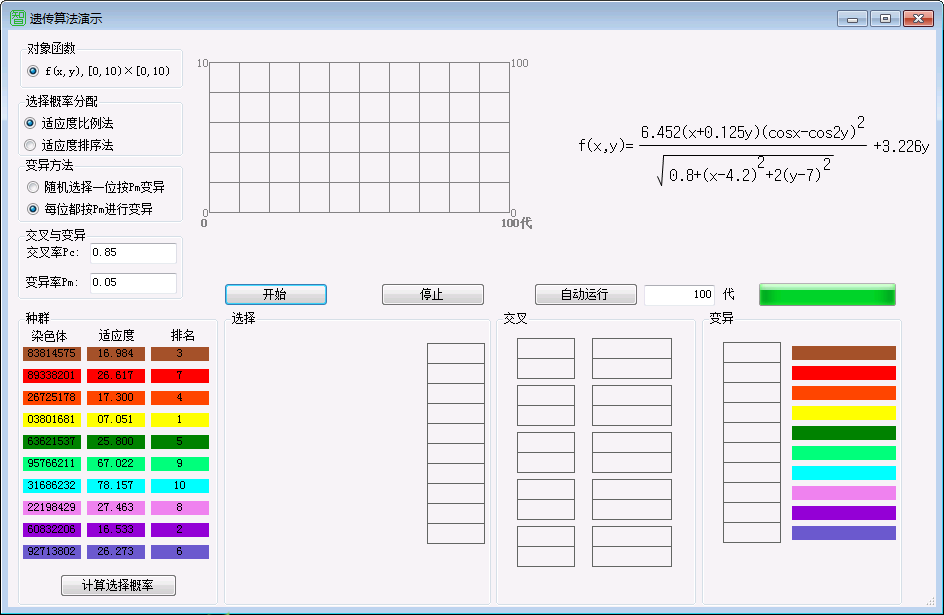 智 遗传算法演示
对象函数
f(x,y),[0,10)×[0,10)
选择概率分配
适应度比例法
适应度排序法
变异方法
随机选择一位按Pm变异
每位都按Pm进行变异
交叉与变异
交叉率Pc: 0.85
变异率Pm: 0.05
10 100
0 0
0 100代
f(x,y)= 6.452(x+0.125y)(cosx-cos2y)² +3.226y
√0.8+(x-4.2)²+2(y-7)²
开始 停止 自动运行 100 代
种群
染色体 适应度 排名
83814575 16.984 3
89338201 26.617 7
26725178 17.300 4
03801681 07.051 1
63621537 25.800 5
95766211 67.022 9
31686232 78.157 10
22198429 27.463 8
60832206 16.533 2
92713802 26.273 6
计算选择概率
选择
交叉
变异